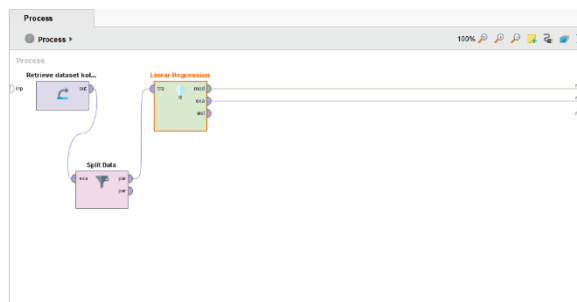 Process
Process
100%
Process
Retrieve dataset kol...
Linear Regression
inp
out
tra
mod
exa
wei
Split Data
exa
par
par